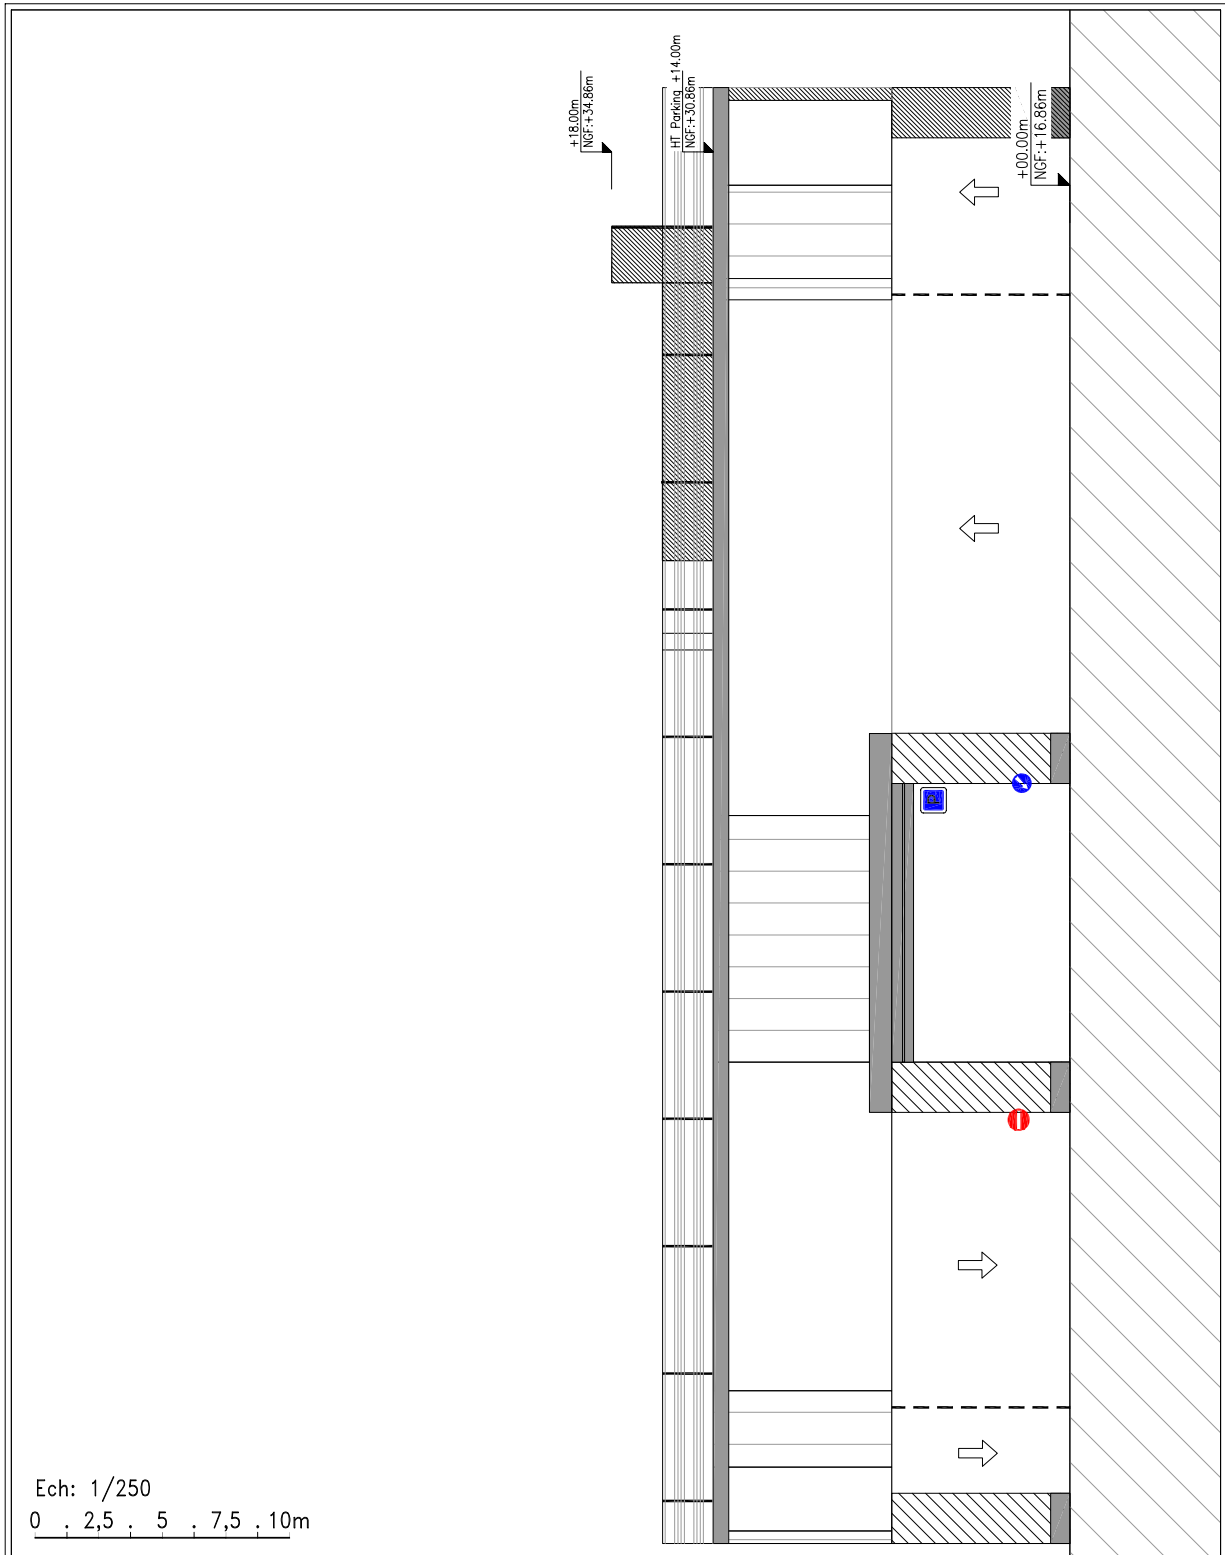 +18.00m
NGF:+34.86m
HT Parking +14.00m
NGF:+30.86m
+00.00m
NGF:+16.86m
Ech: 1/250
0 . 2,5 . 5 . 7,5 . 10m